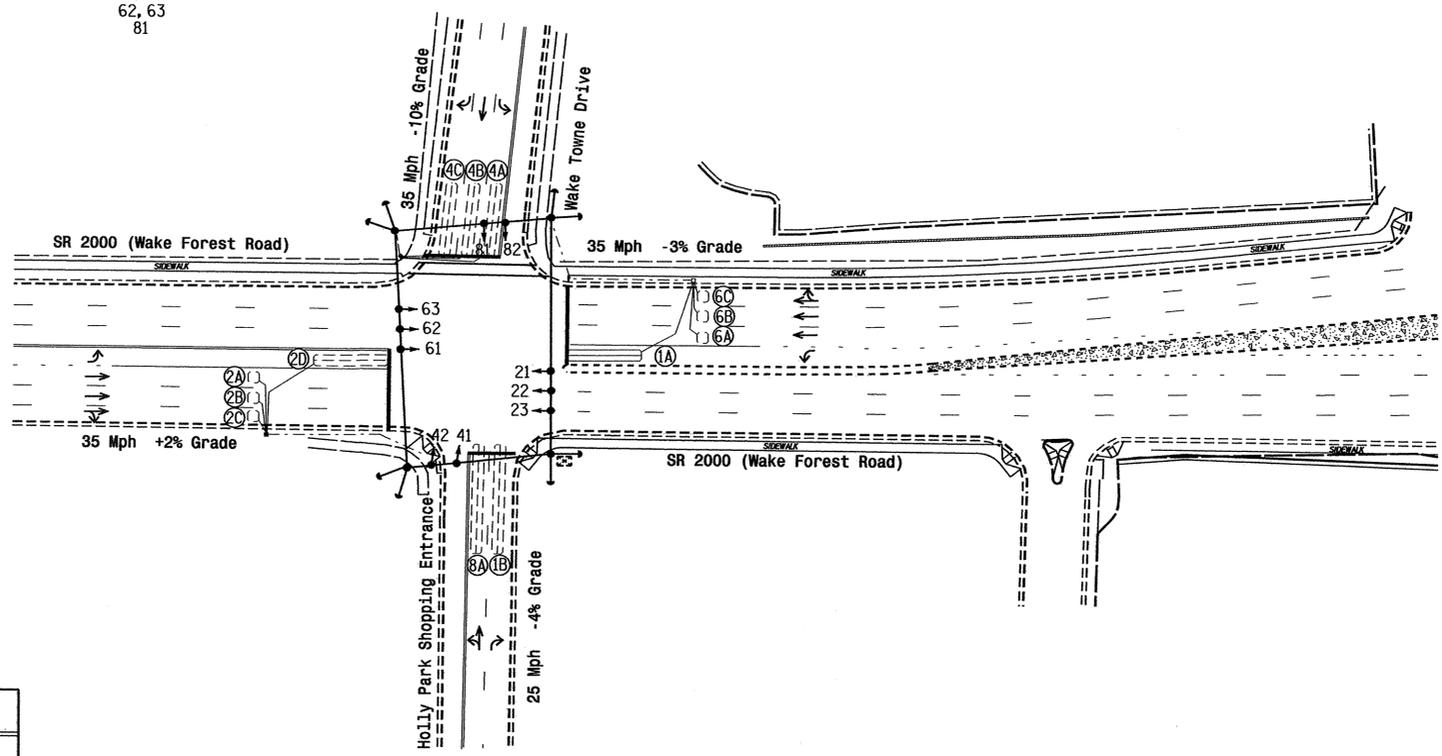 62,63
81
35 Mph -10% Grade
Wake Towne Drive
4C 4B 4A
81 82
SR 2000 (Wake Forest Road)
SIDEWALK
35 Mph -3% Grade
SIDEWALK
SIDEWALK
63
62
61
6C
6B
6A
1A
2D
2A
2B
2C
21
22
23
35 Mph +2% Grade
42 41
SIDEWALK
SR 2000 (Wake Forest Road)
SIDEWALK
8A 1B
Holly Park Shopping Entrance
25 Mph -4% Grade